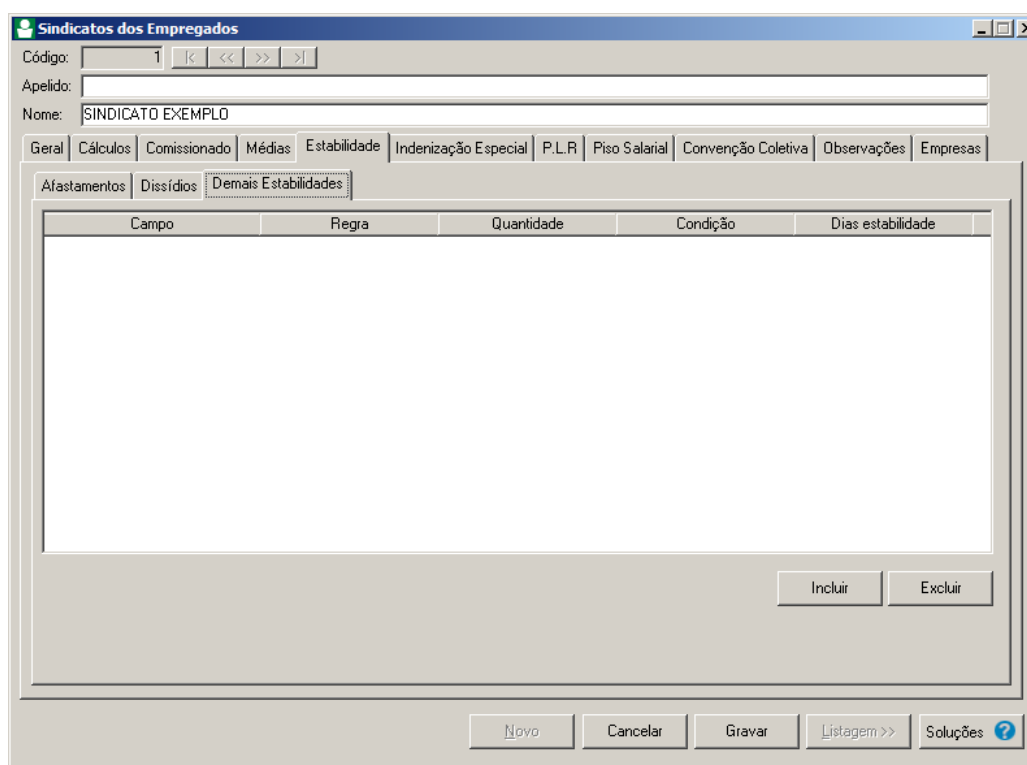 Sindicatos dos Empregados
Código: 1 |< << >> >|
Apelido:
Nome: SINDICATO EXEMPLO
Geral Cálculos Comissionado Médias Estabilidade Indenização Especial P.L.R Piso Salarial Convenção Coletiva Observações Empresas
Afastamentos Dissídios Demais Estabilidades
Campo Regra Quantidade Condição Dias estabilidade
Incluir Excluir
Novo Cancelar Gravar Listagem >> Soluções ?